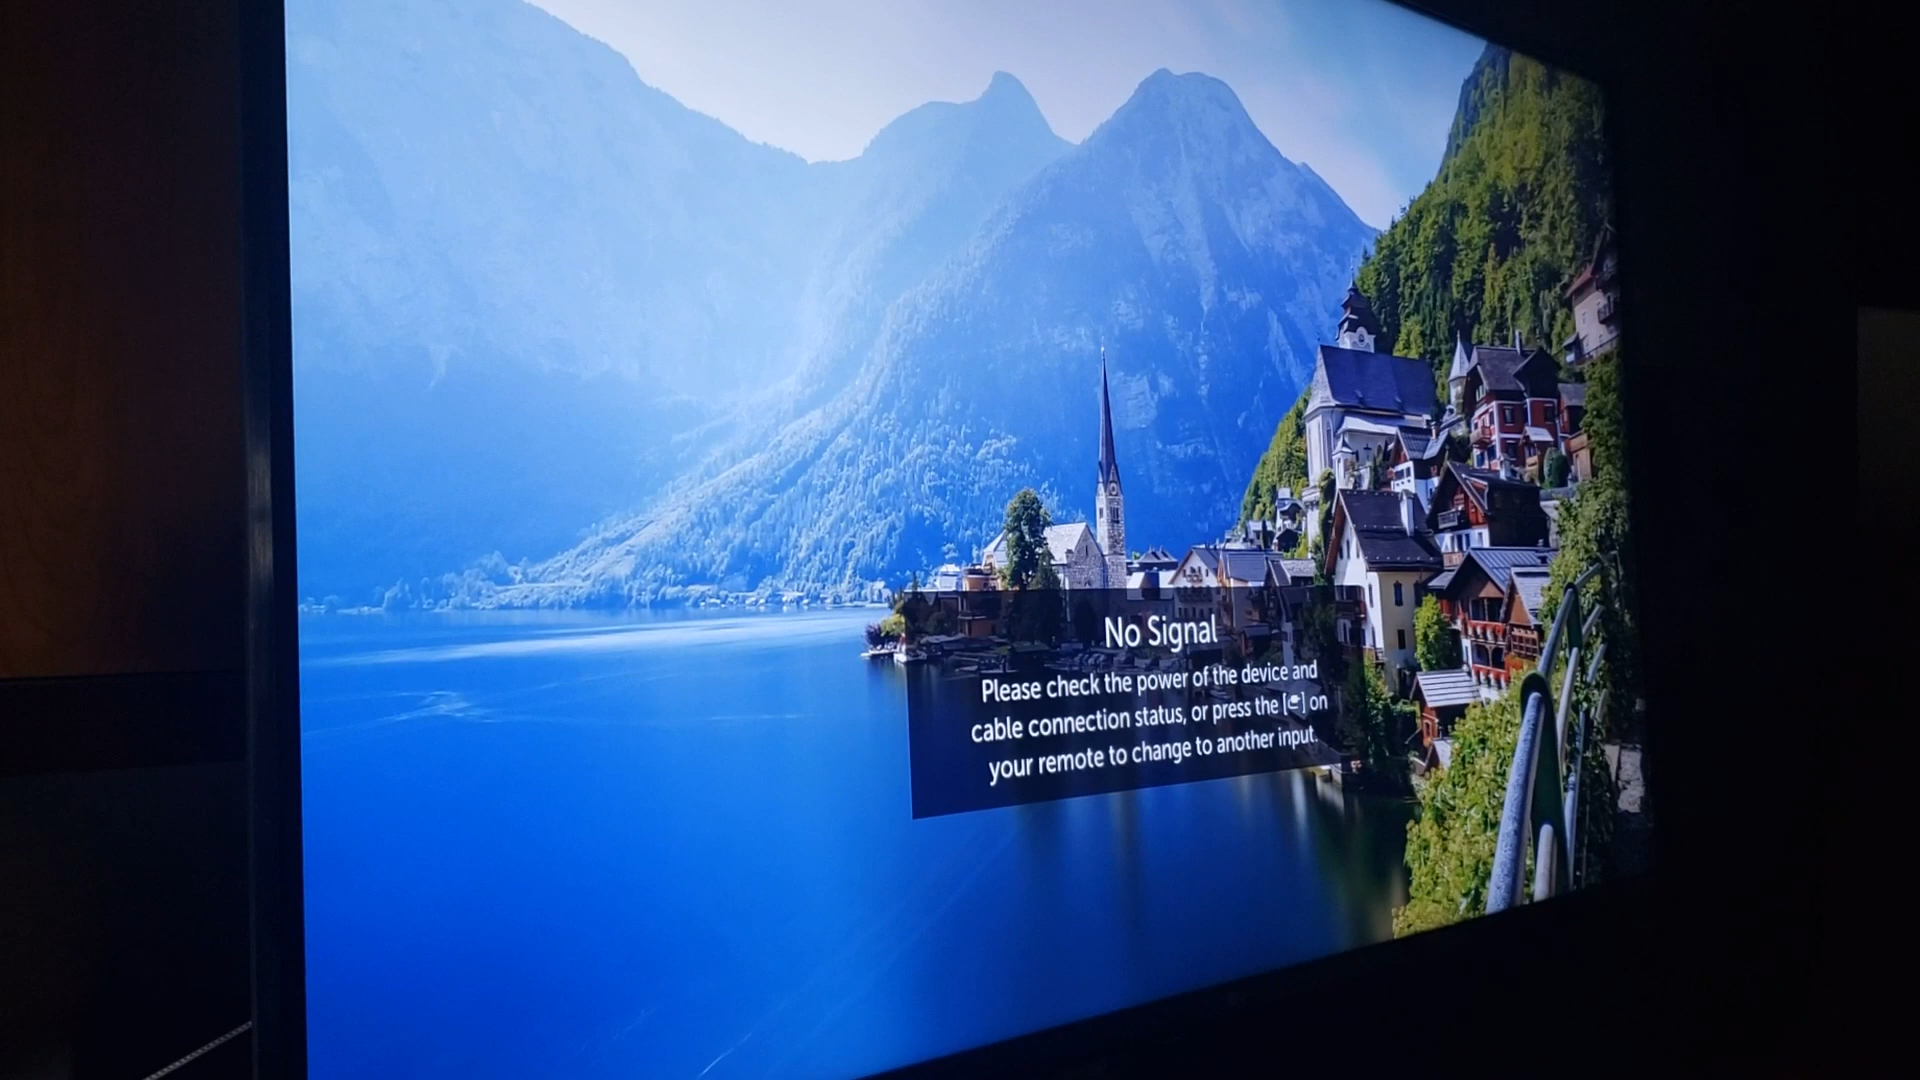 No Signal
Please check the power of the device and
cable connection status, or press the [ ] on
your remote to change to another input.